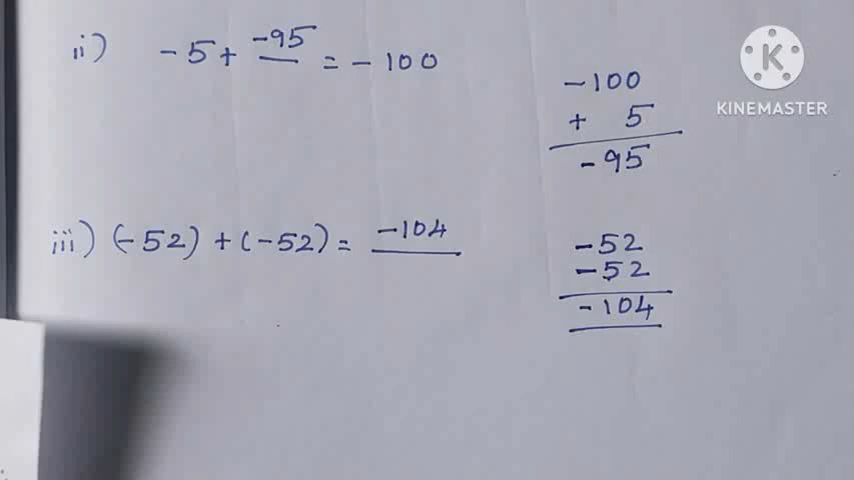 ii) -5 + -95 = -100
-100
+ 5
-95
iii) (-52) + (-52) = -104
-52
-52
-104
KINEMASTER